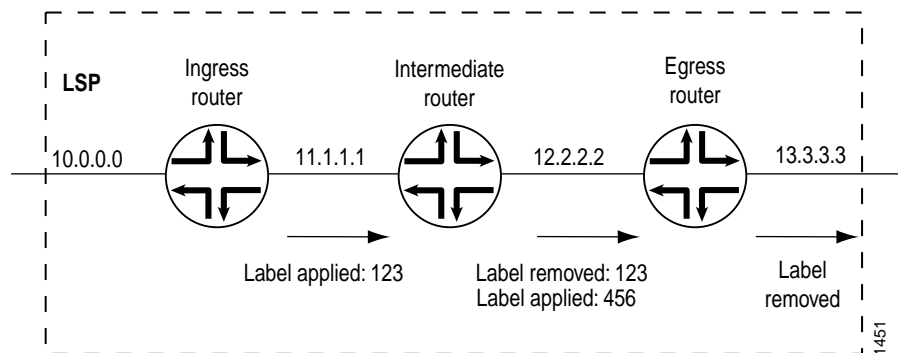 LSP
Ingress
router
Intermediate
router
Egress
router
10.0.0.0
11.1.1.1
12.2.2.2
13.3.3.3
Label applied: 123
Label removed: 123
Label applied: 456
Label
removed
1451